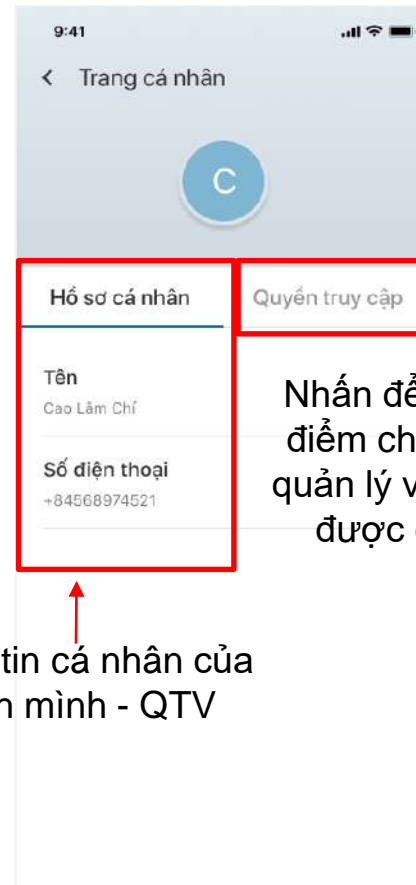 9:41
Trang cá nhân
C
Hồ sơ cá nhân
Quyền truy cập
Tên
Cao Lâm Chí
Số điện thoại
+84568974521
Nhấn để
điểm ch
quản lý v
được
tin cá nhân của
mình - QTV